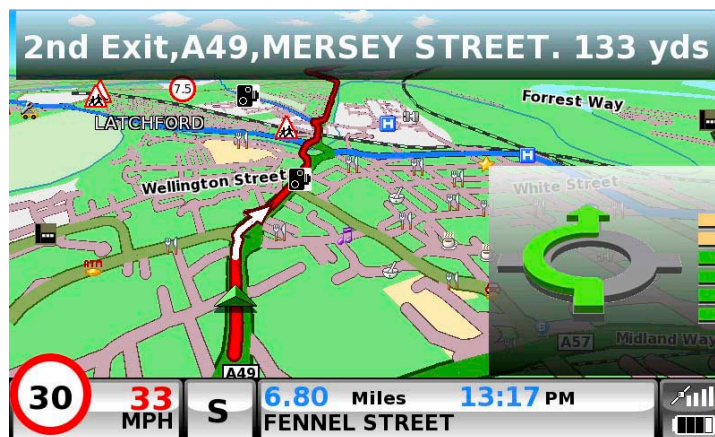 2nd Exit,A49,MERSEY STREET. 133 yds
7.5
Forrest Way
LATCHFORD
H
H
Wellington Street
White Street
ATM
A57
Midland Way
A49
30
33
MPH
S
6.80 Miles
13:17 PM
FENNEL STREET